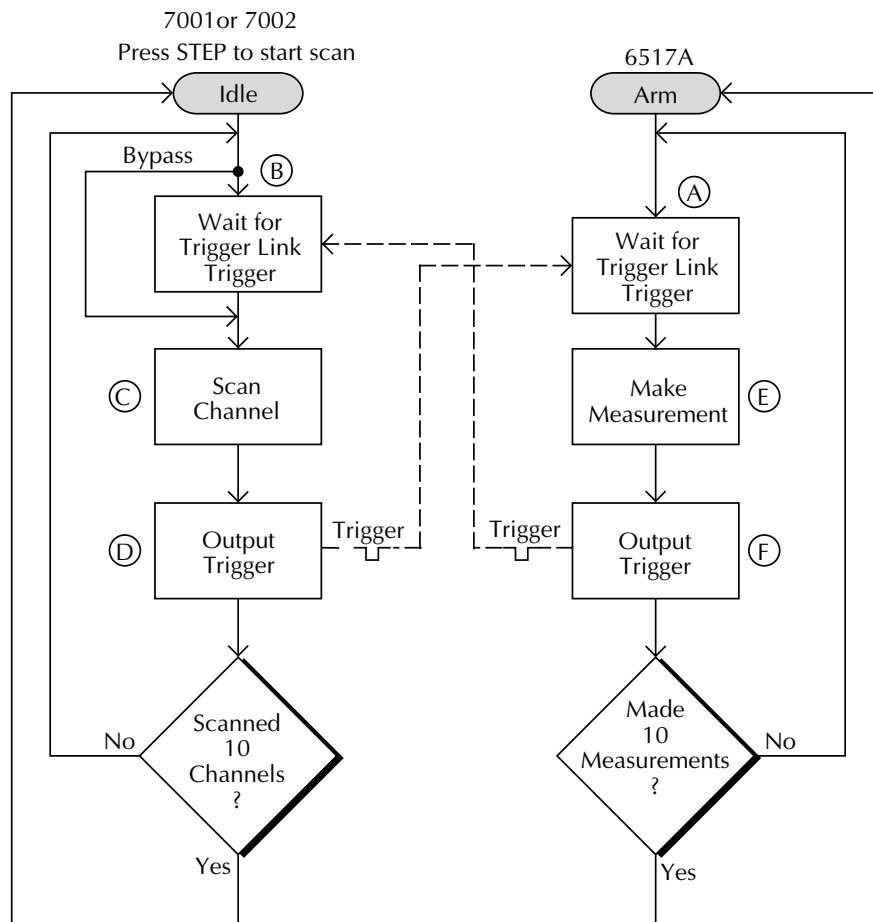 7001or 7002
Press STEP to start scan
Idle
Bypass
B
Wait for
Trigger Link
Trigger
C
Scan
Channel
D
Output
Trigger
Trigger
Scanned
10
Channels
?
No
Yes
6517A
Arm
A
Wait for
Trigger Link
Trigger
Make
Measurement
E
Trigger
Output
Trigger
F
Made
10
Measurements
?
No
Yes